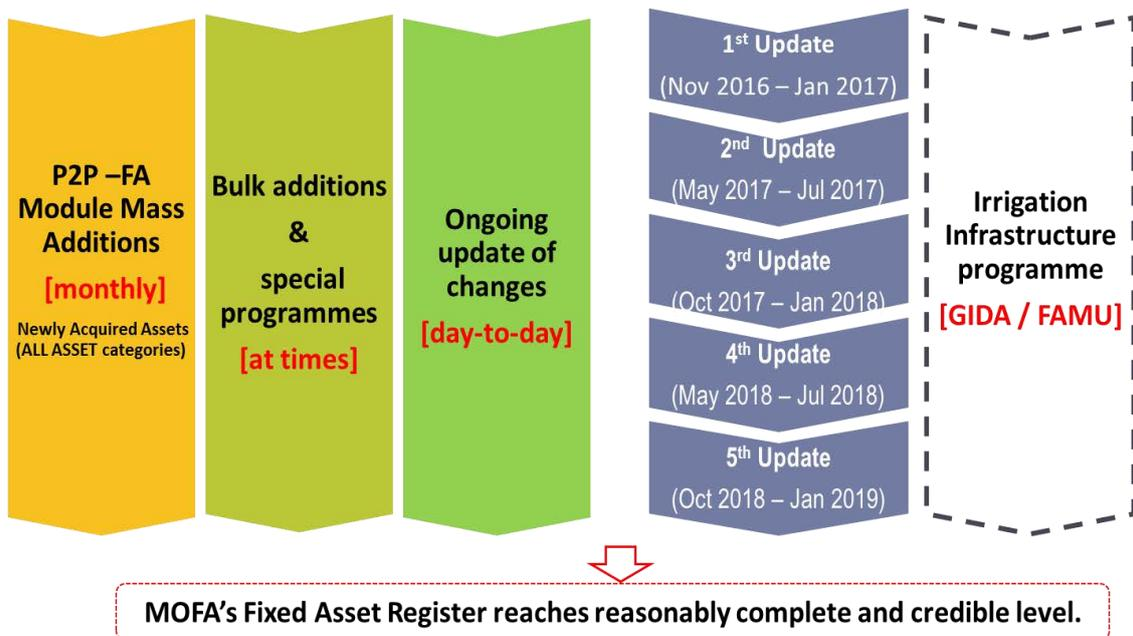 P2P –FA
Module Mass
Additions
[monthly]
Newly Acquired Assets
(ALL ASSET categories)
Bulk additions
&
special
programmes
[at times]
Ongoing
update of
changes
[day-to-day]
1st Update
(Nov 2016 – Jan 2017)
2nd Update
(May 2017 – Jul 2017)
3rd Update
(Oct 2017 – Jan 2018)
4th Update
(May 2018 – Jul 2018)
5th Update
(Oct 2018 – Jan 2019)
Irrigation
Infrastructure
programme
[GIDA / FAMU]
MOFA's Fixed Asset Register reaches reasonably complete and credible level.